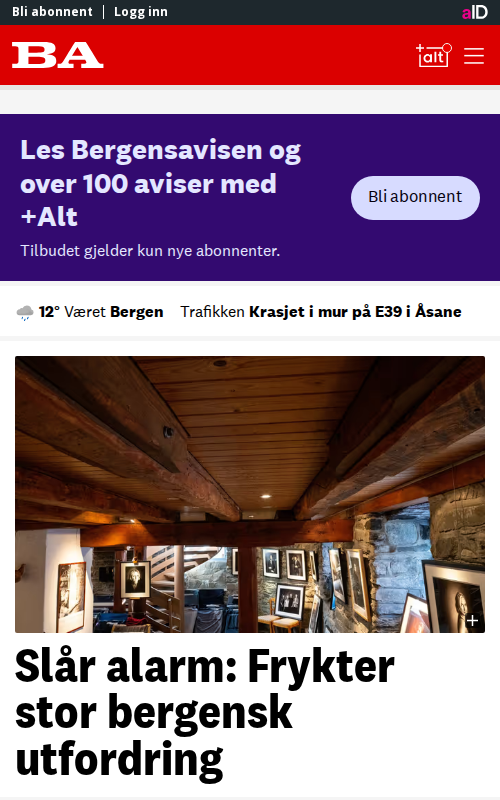 Bli abonnent
Logg inn
aID
BA
+alt
Les Bergensavisen og
over 100 aviser med
+Alt
Tilbudet gjelder kun nye abonnenter.
Bli abonnent
12° Været Bergen
Trafikken Krasjet i mur på E39 i Åsane
Slår alarm: Frykter
stor bergensk
utfordring